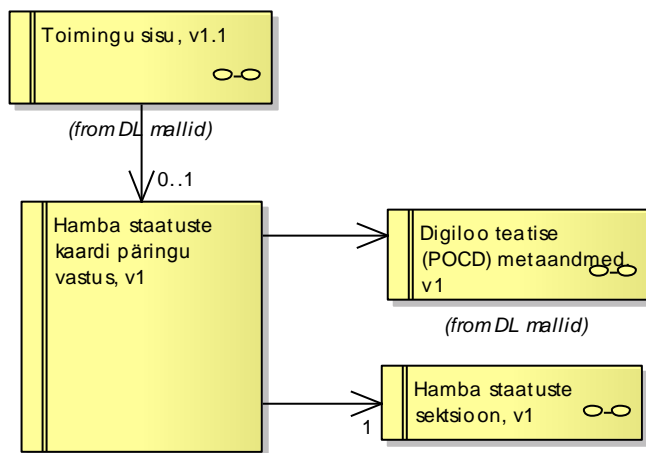 Toimingu sisu, v1.1
(from DL mallid)
0..1
Hamba staatuste
kaardi päringu
vastus, v1
Digiloo teatise
(POCD) metaandmed,
v1
(from DL mallid)
Hamba staatuste
sektsioon, v1
1